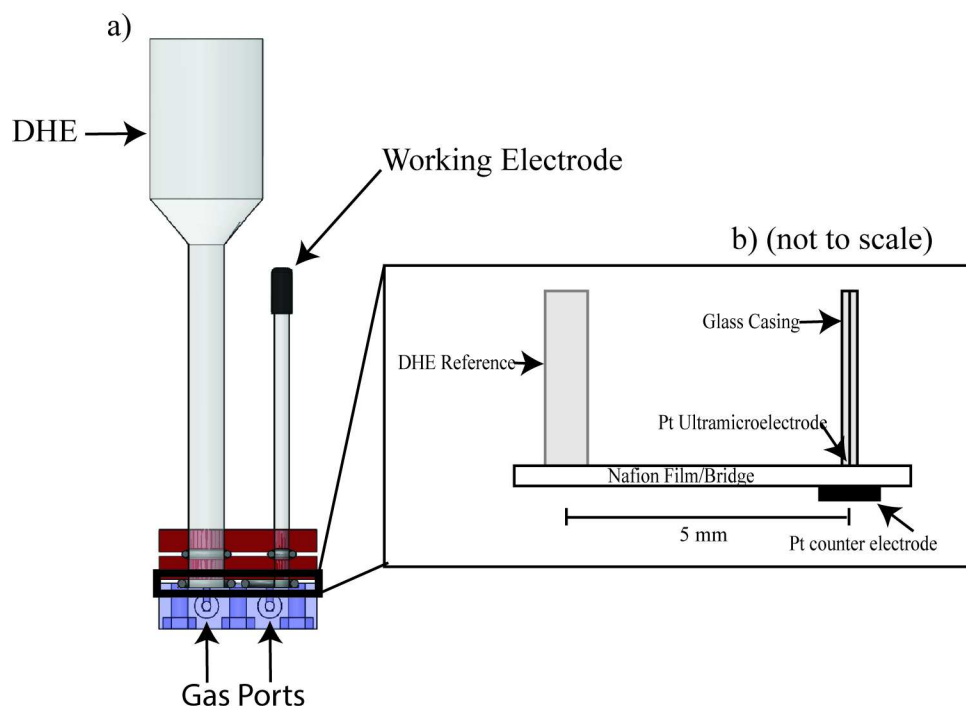 a)
DHE
Working Electrode
b) (not to scale)
Glass Casing
DHE Reference
Pt Ultramicroelectrode
Nafion Film/Bridge
5 mm
Pt counter electrode
Gas Ports